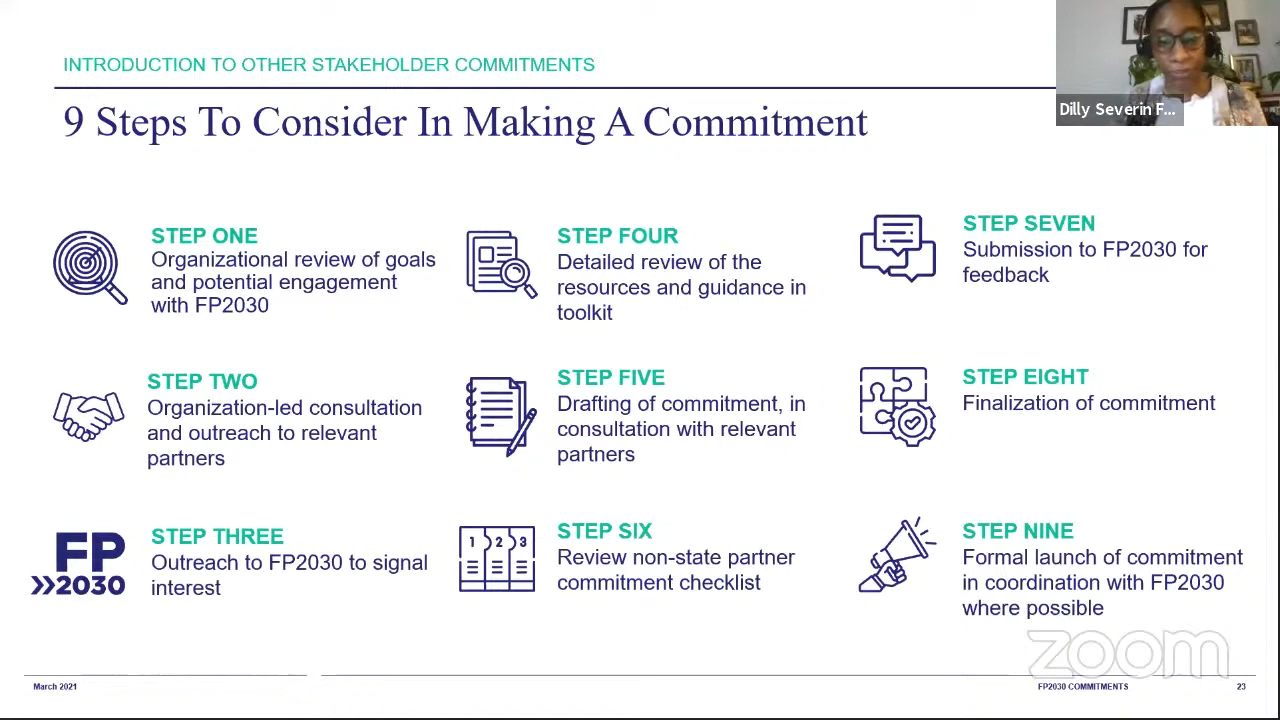 INTRODUCTION TO OTHER STAKEHOLDER COMMITMENTS
9 Steps To Consider In Making A Commitment
Dilly Severin F...
STEP ONE
Organizational review of goals
and potential engagement
with FP2030
STEP TWO
Organization-led consultation
and outreach to relevant
partners
FP
»2030
STEP THREE
Outreach to FP2030 to signal
interest
STEP FOUR
Detailed review of the
resources and guidance in
toolkit
STEP FIVE
Drafting of commitment, in
consultation with relevant
partners
1 2 3
STEP SIX
Review non-state partner
commitment checklist
STEP SEVEN
Submission to FP2030 for
feedback
STEP EIGHT
Finalization of commitment
STEP NINE
Formal launch of commitment
in coordination with FP2030
where possible
zoom
March 2021
FP2030 COMMITMENTS
23